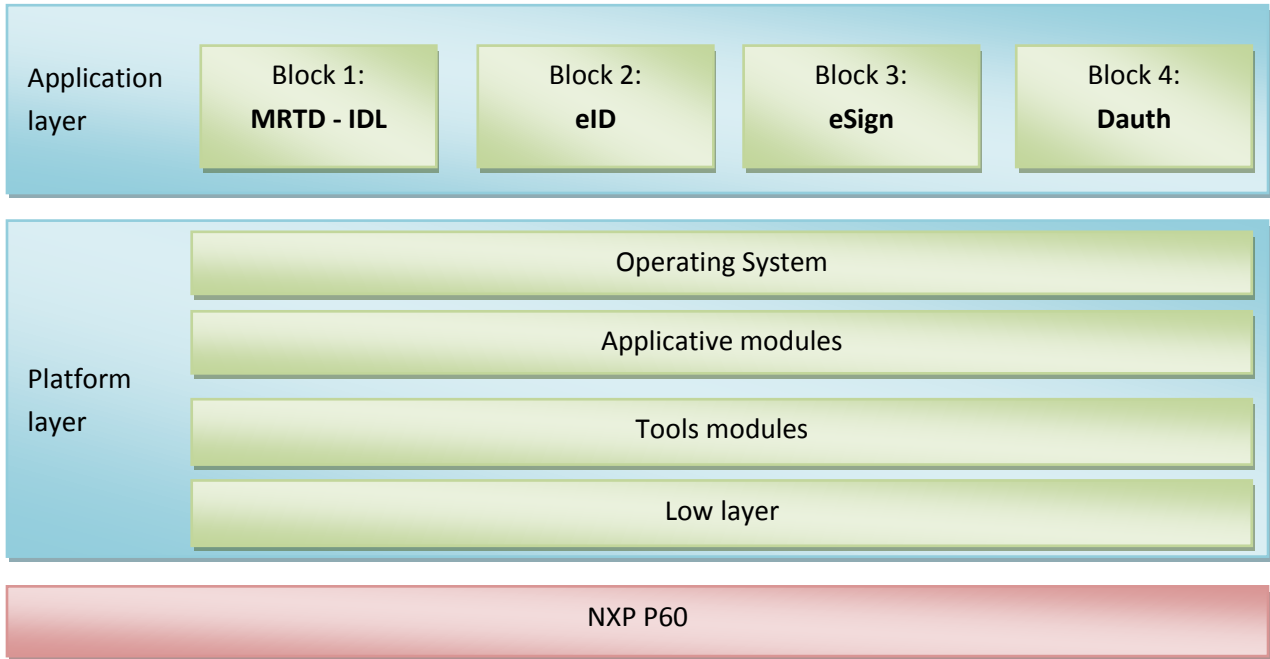 Application
layer
Block 1:
MRTD - IDL
Block 2:
eID
Block 3:
eSign
Block 4:
Dauth
Platform
layer
Operating System
Applicative modules
Tools modules
Low layer
NXP P60